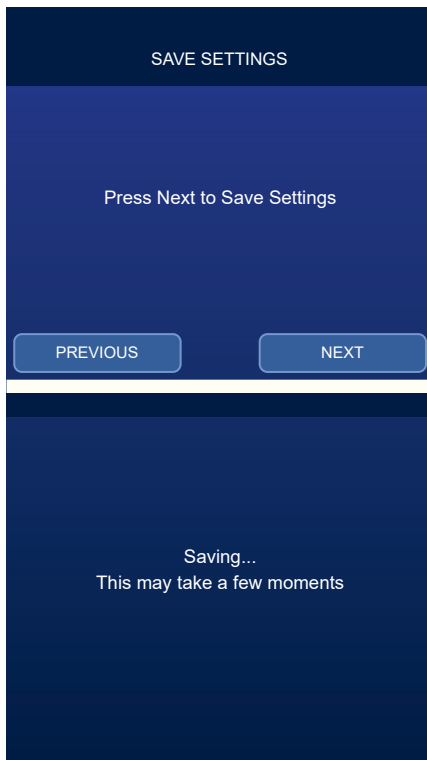 SAVE SETTINGS
Press Next to Save Settings
PREVIOUS
NEXT
Saving...
This may take a few moments